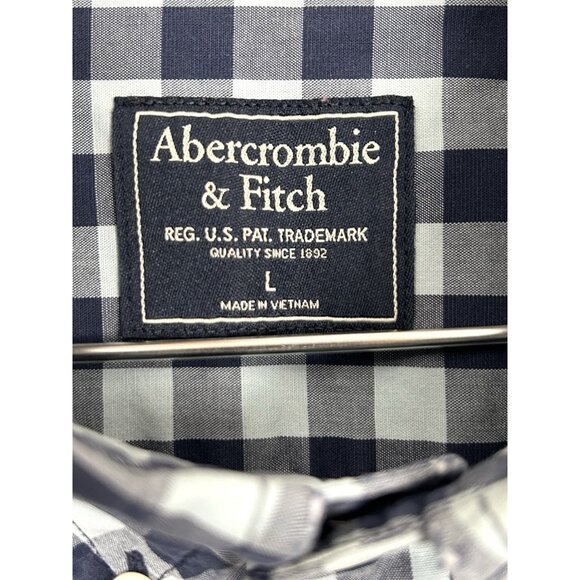 Abercrombie
& Fitch
REG. U.S. PAT. TRADEMARK
QUALITY SINCE 1892
L
MADE IN VIETNAM